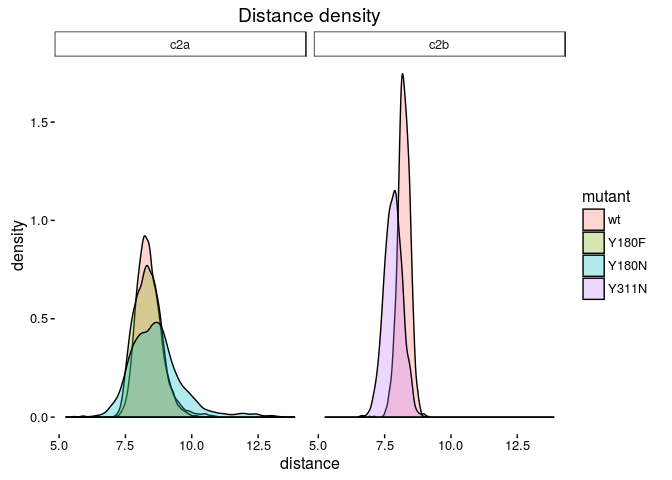 Distance density
c2a
c2b
1.5
1.0
0.5
0.0
density
5.0 7.5 10.0 12.5
5.0 7.5 10.0 12.5
distance
mutant
wt
Y180F
Y180N
Y311N